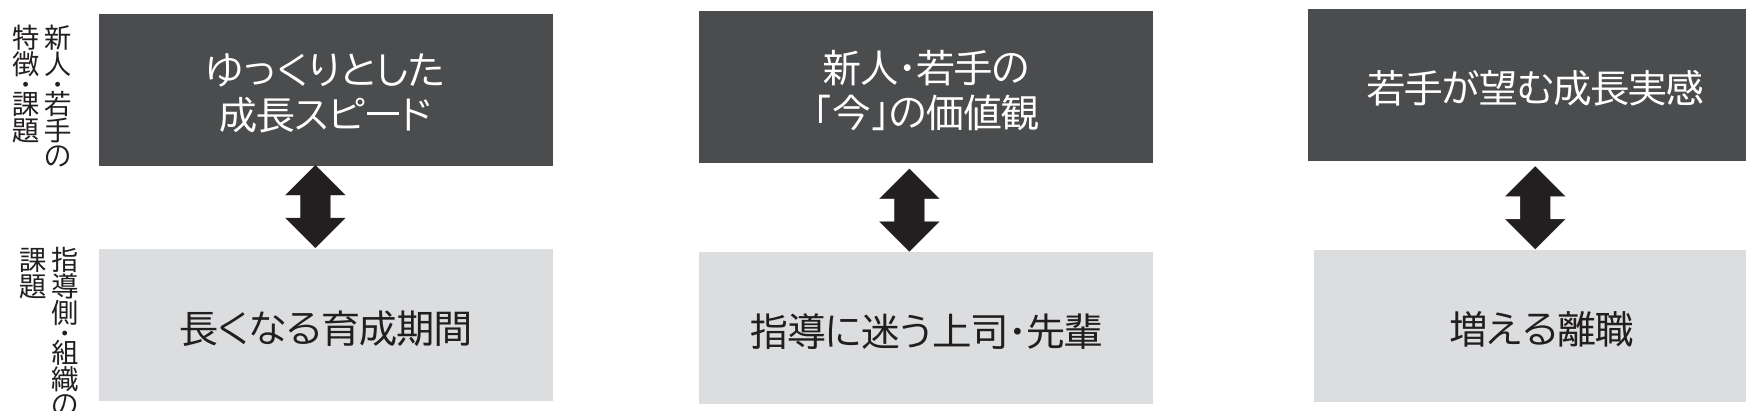 新人・若手の
特徴・課題
ゆっくりとした
成長スピード
新人・若手の
「今」の価値観
若手が望む成長実感
指導側・組織の
課題
長くなる育成期間
指導に迷う上司・先輩
増える離職